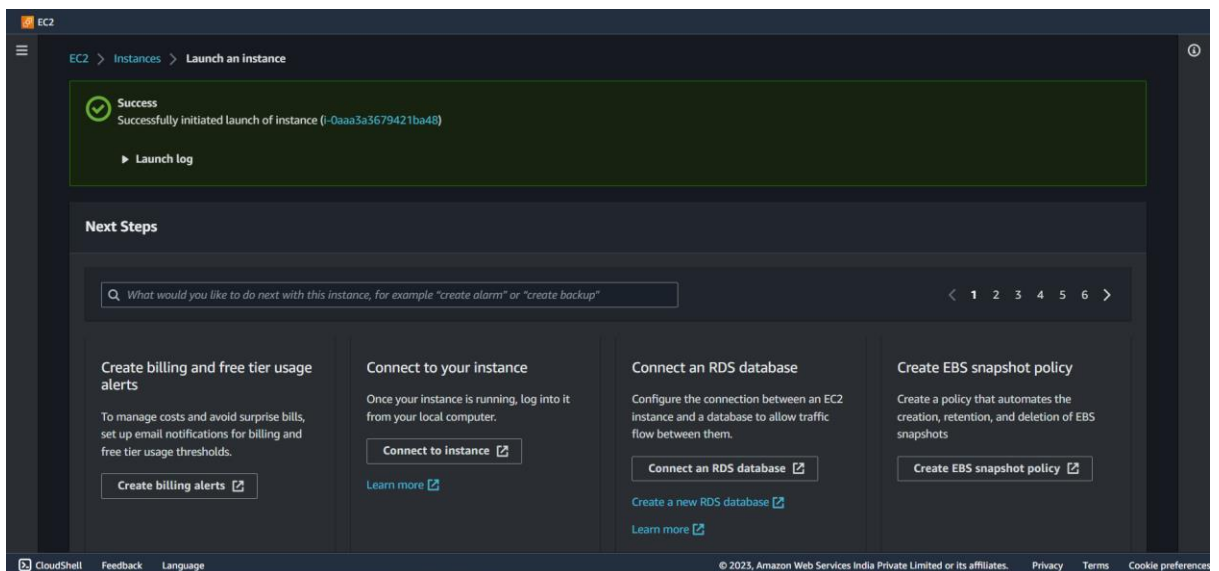 EC2
EC2 > Instances > Launch an instance
Success
Successfully initiated launch of instance (i-0aaa3a3679421ba48)
Launch log
Next Steps
What would you like to do next with this instance, for example "create alarm" or "create backup"
1 2 3 4 5 6
Create billing and free tier usage
alerts
To manage costs and avoid surprise bills,
set up email notifications for billing and
free tier usage thresholds.
Create billing alerts
Connect to your instance
Once your instance is running, log into it
from your local computer.
Connect to instance
Learn more
Connect an RDS database
Configure the connection between an EC2
instance and a database to allow traffic
flow between them.
Connect an RDS database
Create a new RDS database
Learn more
Create EBS snapshot policy
Create a policy that automates the
creation, retention, and deletion of EBS
snapshots
Create EBS snapshot policy
CloudShell Feedback Language © 2023, Amazon Web Services India Private Limited or its affiliates. Privacy Terms Cookie preferences